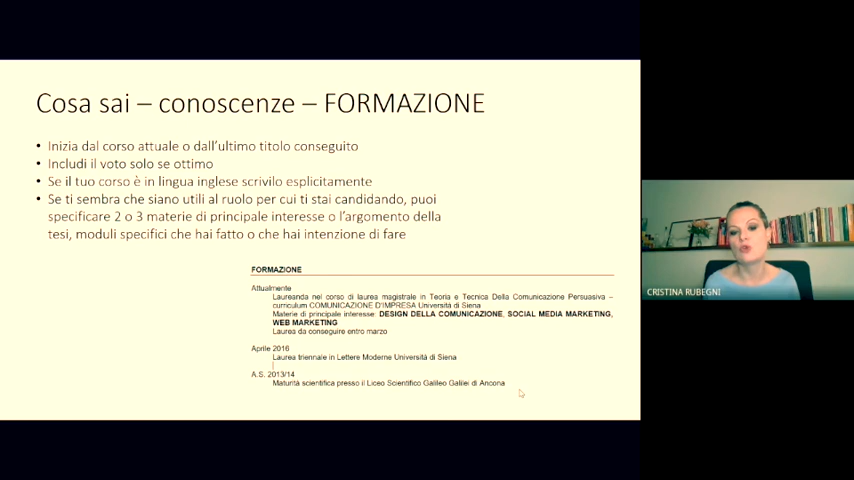 Cosa sai – conoscenze – FORMAZIONE
• Inizia dal corso attuale o dall'ultimo titolo conseguito
• Includi il voto solo se ottimo
• Se il tuo corso è in lingua inglese scrivilo esplicitamente
• Se ti sembra che siano utili al ruolo per cui ti stai candidando, puoi
specificare 2 o 3 materie di principale interesse o l'argomento della
tesi, moduli specifici che hai fatto o che hai intenzione di fare
FORMAZIONE
Attualmente
Laureanda nel corso di laurea magistrale in Teoria e Tecnica Della Comunicazione Persuasiva –
curriculum COMUNICAZIONE D'IMPRESA Università di Siena
Materie di principale interesse: DESIGN DELLA COMUNICAZIONE, SOCIAL MEDIA MARKETING,
WEB MARKETING
Laurea da conseguire entro marzo
Aprile 2016
Laurea triennale in Lettere Moderne Università di Siena
A.S. 2013/14
Maturità scientifica presso il Liceo Scientifico Galileo Galilei di Ancona
CRISTINA RUBEGNI